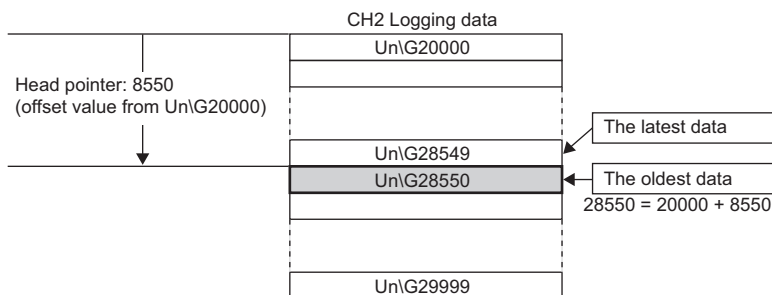 CH2 Logging data
Un\G20000
Head pointer: 8550
(offset value from Un\G20000)
The latest data
Un\G28549
Un\G28550
The oldest data
28550 = 20000 + 8550
Un\G29999